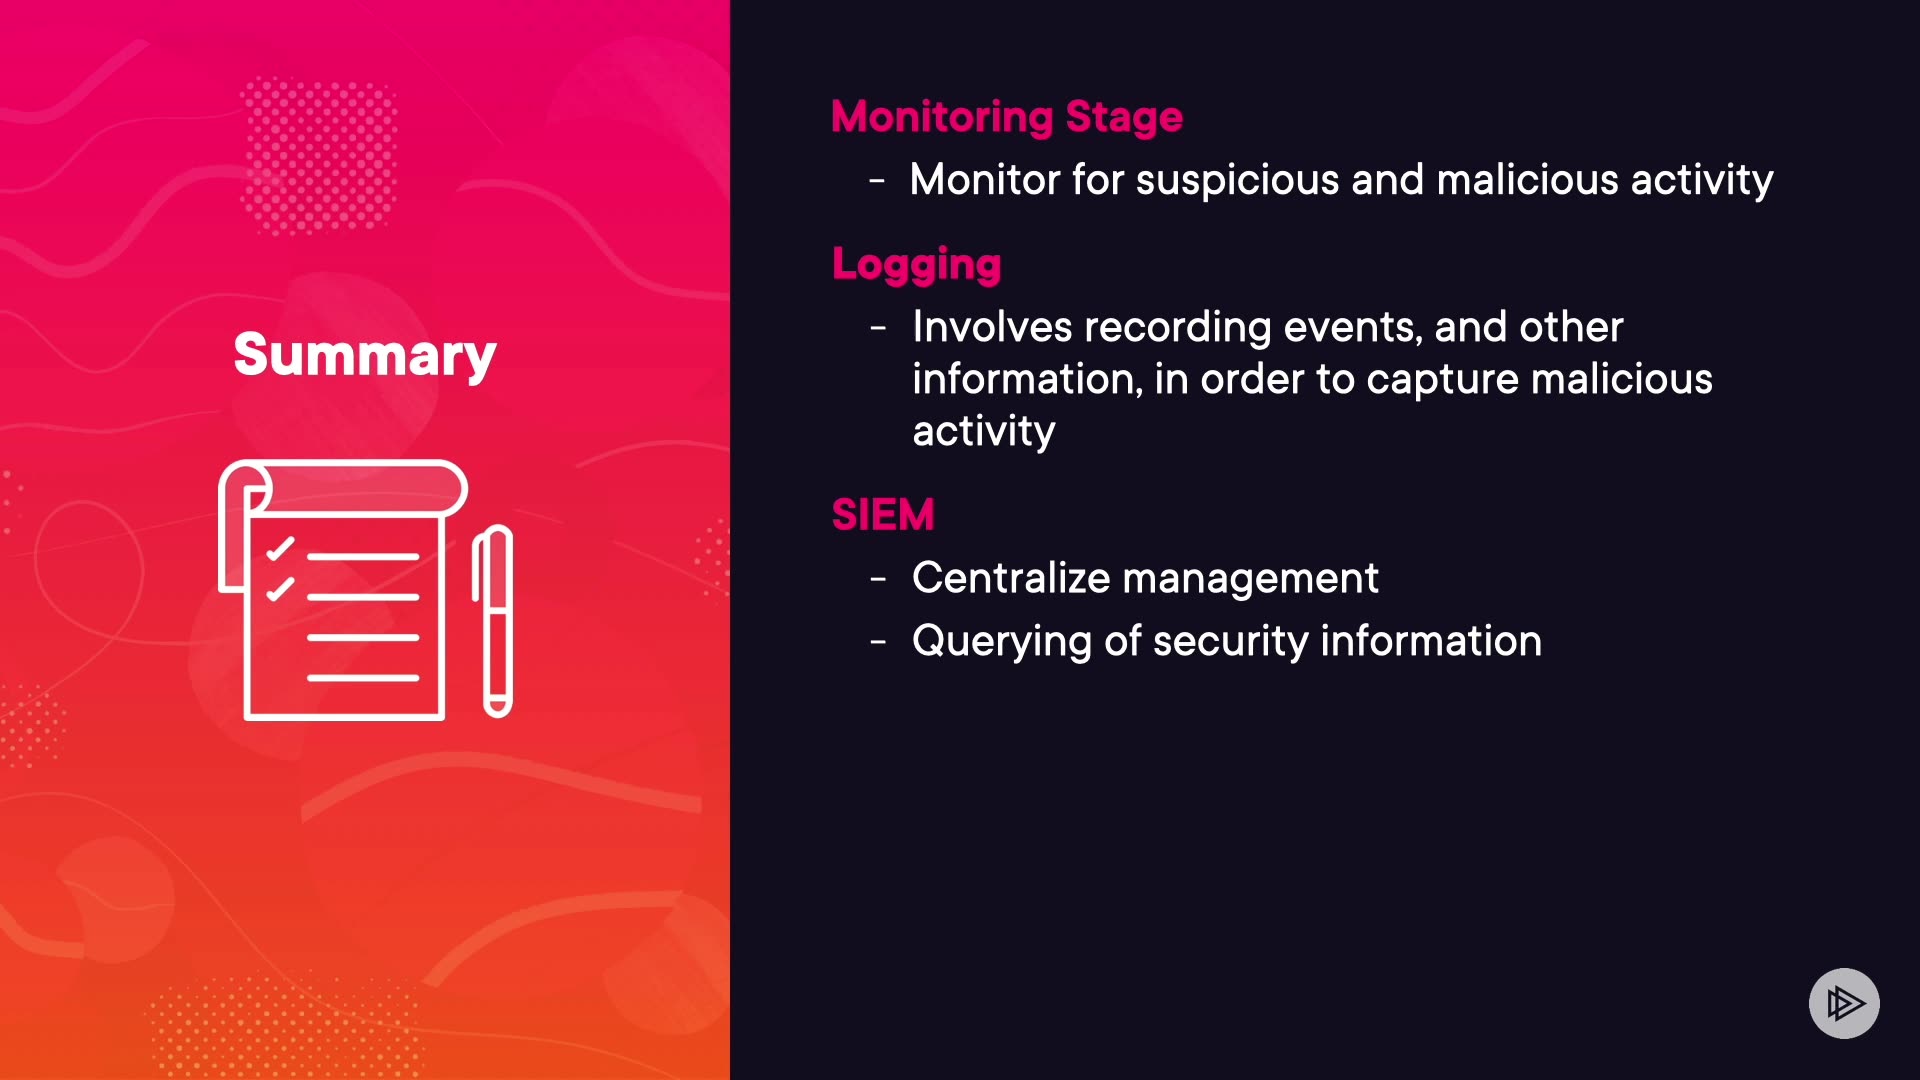 Summary
Monitoring Stage
- Monitor for suspicious and malicious activity
Logging
- Involves recording events, and other
information, in order to capture malicious
activity
SIEM
- Centralize management
- Querying of security information